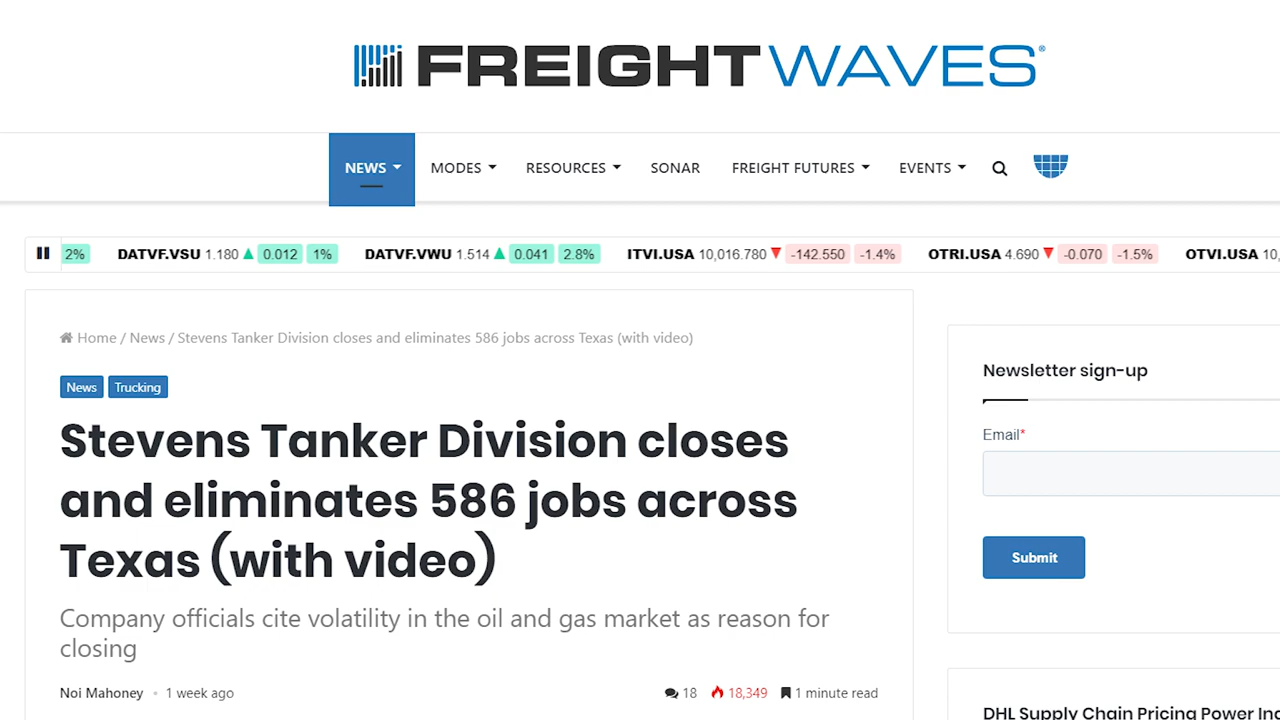 FREIGHTWAVES
NEWS MODES RESOURCES SONAR FREIGHT FUTURES EVENTS
2% DATVF.VSU 1.180 0.012 1% DATVF.VWU 1.514 0.041 2.8% ITVI.USA 10,016.780 -142.550 -1.4% OTRI.USA 4.690 -0.070 -1.5% OTVI.USA 10,
Home / News / Stevens Tanker Division closes and eliminates 586 jobs across Texas (with video)
News Trucking
Stevens Tanker Division closes
and eliminates 586 jobs across
Texas (with video)
Company officials cite volatility in the oil and gas market as reason for
closing
Noi Mahoney • 1 week ago 18 18,349 1 minute read
Newsletter sign-up
Email*
Submit
DHL Supply Chain Pricing Power